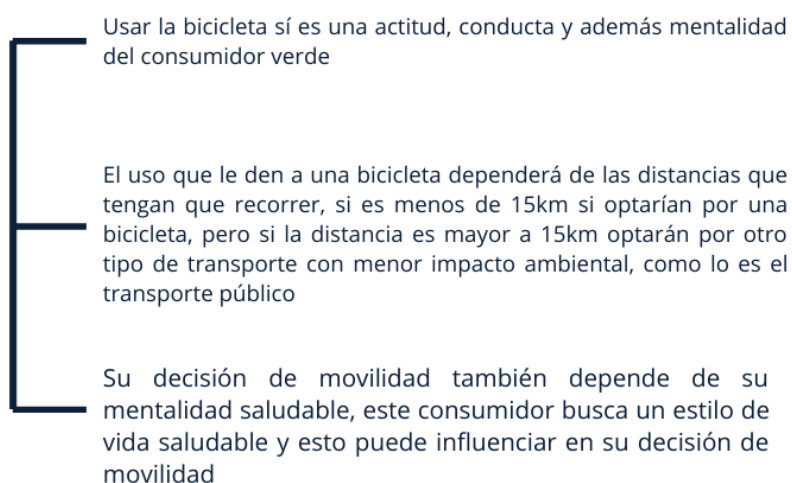 Usar la bicicleta sí es una actitud, conducta y además mentalidad
del consumidor verde
El uso que le den a una bicicleta dependerá de las distancias que
tengan que recorrer, si es menos de 15km si optarían por una
bicicleta, pero si la distancia es mayor a 15km optarán por otro
tipo de transporte con menor impacto ambiental, como lo es el
transporte público
Su decisión de movilidad también depende de su
mentalidad saludable, este consumidor busca un estilo de
vida saludable y esto puede influenciar en su decisión de
movilidad